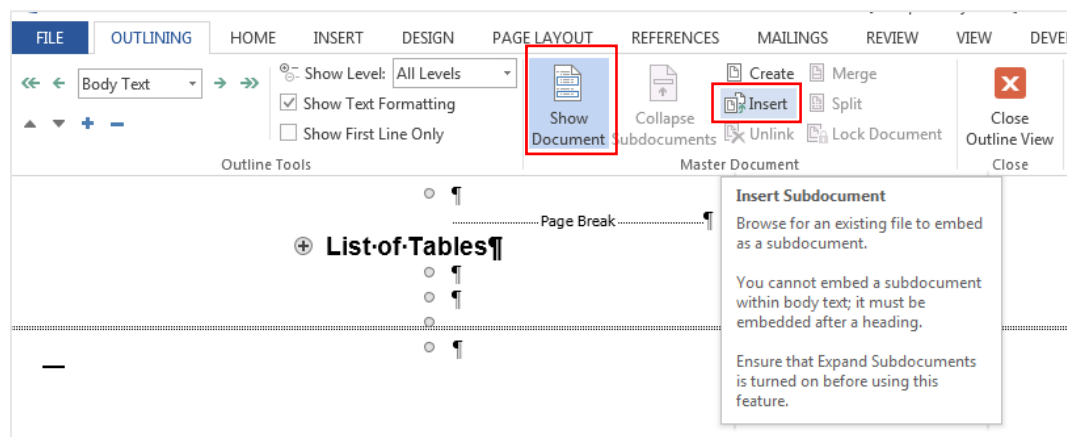 FILE OUTLINING HOME INSERT DESIGN PAGE LAYOUT REFERENCES MAILINGS REVIEW VIEW DEVE
Body Text
Show Level: All Levels
Show Text Formatting
Show First Line Only
Outline Tools
Show Document
Collapse Subdocuments
Create
Insert
Unlink
Merge
Split
Lock Document
Master Document
Close Outline View
Close
¶
Page Break ¶
List·of·Tables¶
¶
¶
¶
Insert Subdocument
Browse for an existing file to embed
as a subdocument.
You cannot embed a subdocument
within body text; it must be
embedded after a heading.
Ensure that Expand Subdocuments
is turned on before using this
feature.